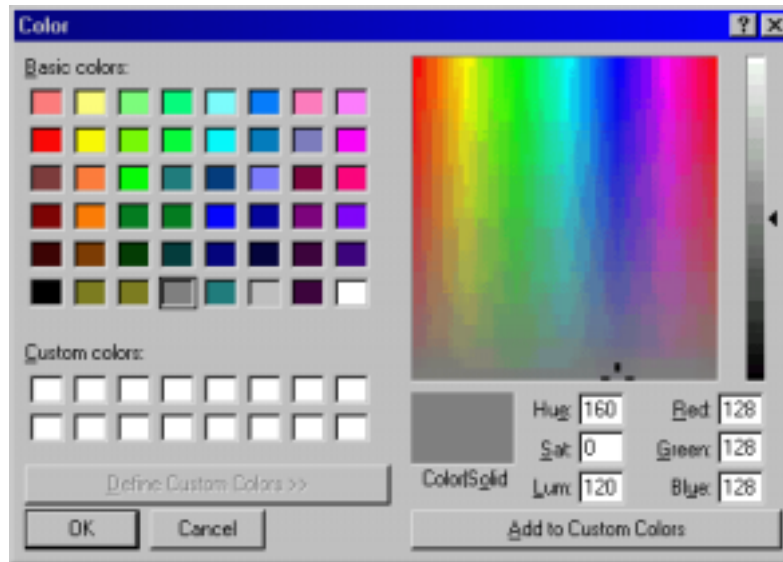 Color
Basic colors:
Custom colors:
Define Custom Colors >>
OK Cancel
Color|Solid
Hue: 160 Red: 128
Sat: 0 Green: 128
Lum: 120 Blue: 128
Add to Custom Colors